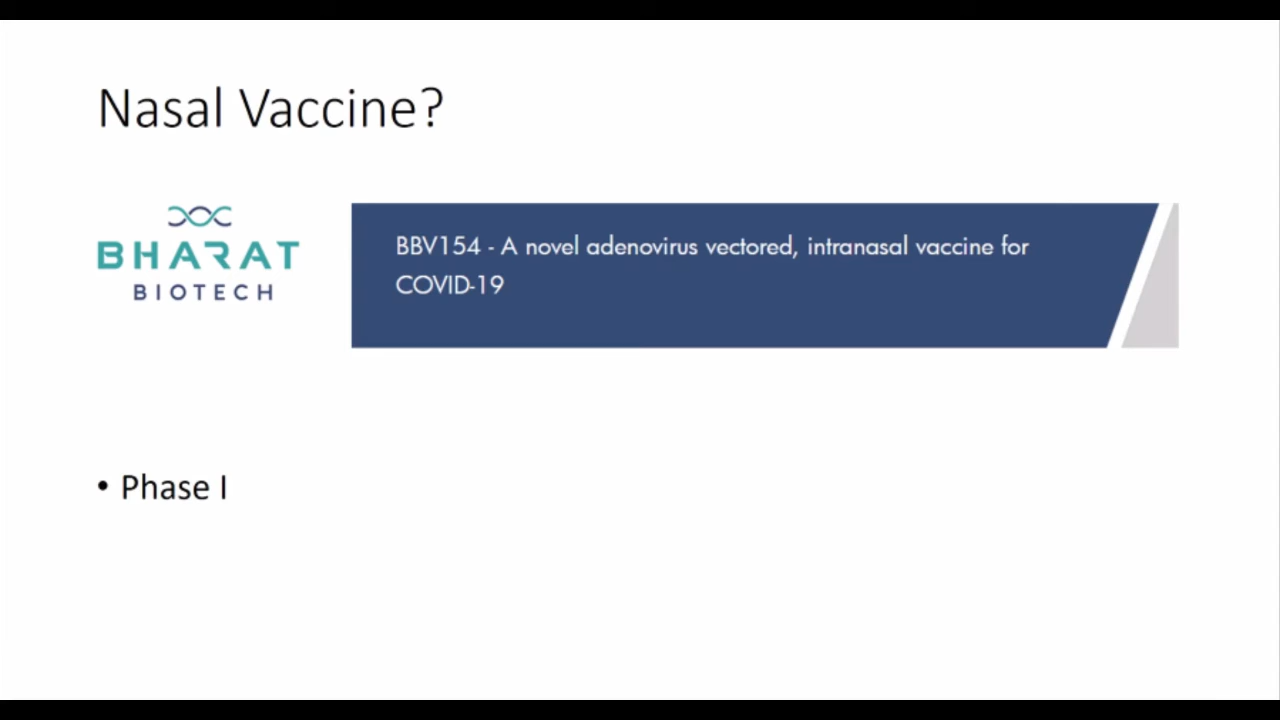 Nasal Vaccine?
BHARAT
BIOTECH
BBV154 - A novel adenovirus vectored, intranasal vaccine for
COVID-19
• Phase I